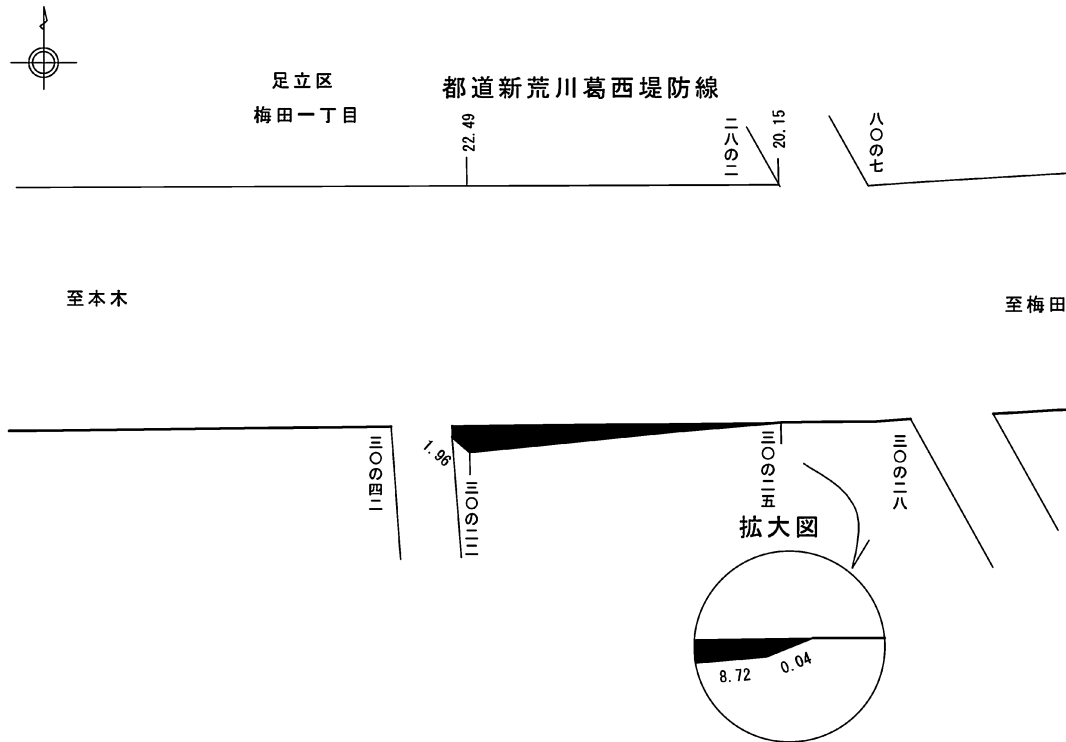 足立区
梅田一丁目
都道新荒川葛西堤防線
22.49
二八の二
20.15
八〇の七
至本木
至梅田
三〇の四二
1.96
三〇の二二
三〇の二五
三〇の二八
拡大図
8.72
0.04